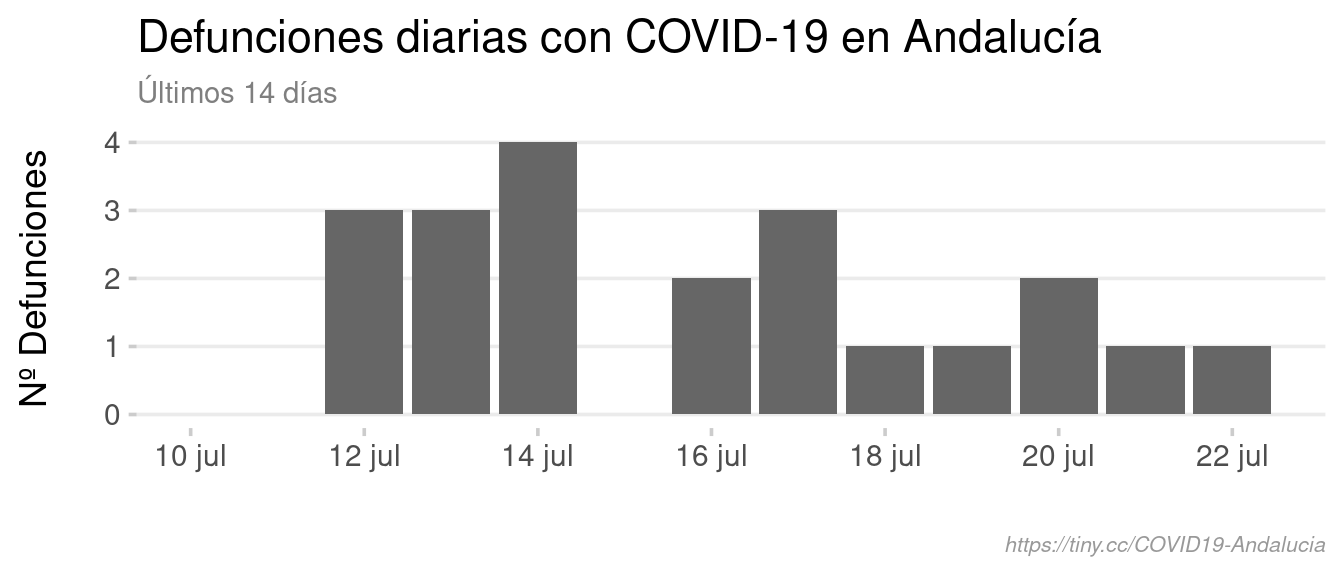 Defunciones diarias con COVID-19 en Andalucía
Últimos 14 días
Nº Defunciones
4
3
2
1
0
10 jul 12 jul 14 jul 16 jul 18 jul 20 jul 22 jul
https://tiny.cc/COVID19-Andalucia